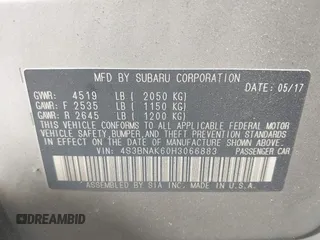 MFD BY SUBARU CORPORATION
GVWR: 4519 LB ( 2050 KG) DATE: 05/17
GAWR: F 2535 LB ( 1150 KG)
GAWR: R 2645 LB ( 1200 KG)
THIS VEHICLE CONFORMS TO ALL APPLICABLE
FEDERAL MOTOR VEHICLE SAFETY, BUMPER, AND THEFT
PREVENTION STANDARDS IN EFFECT ON THE DATE OF
MANUFACTURE SHOWN ABOVE.
VIN: 4S3BNAK60H3066883 PASSENGER CAR
ASSEMBLED BY SIA INC. MADE IN U.S.A.
DREAMBID